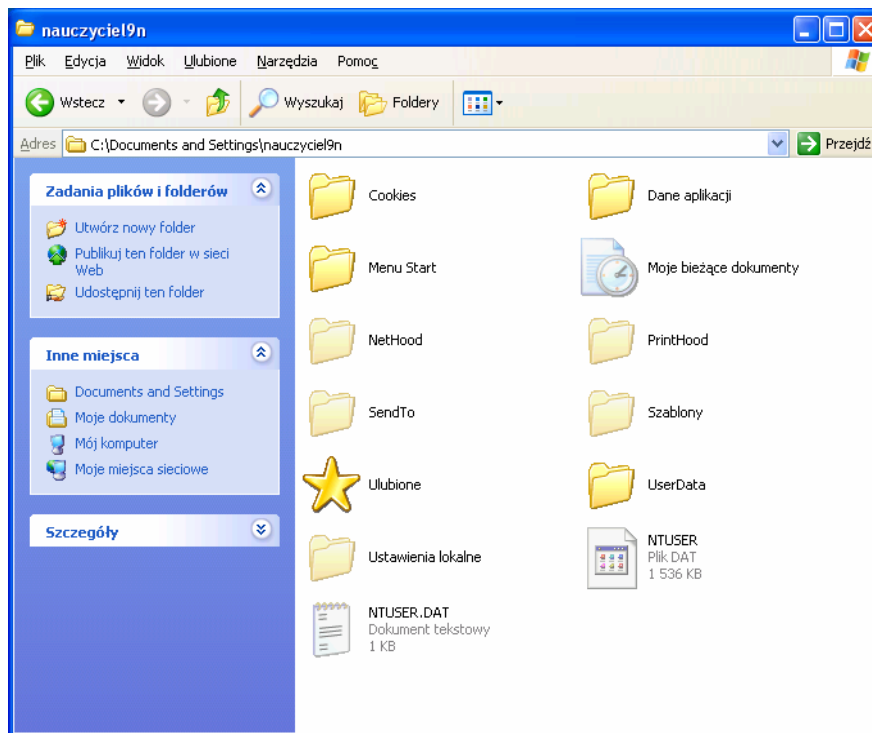 nauczyciel9n
Plik Edycja Widok Ulubione Narzędzia Pomoc
Wstecz Wyszukaj Foldery
Adres C:\Documents and Settings\nauczyciel9n Przejdź
Zadania plików i folderów
Utwórz nowy folder
Publikuj ten folder w sieci
Web
Udostępnij ten folder
Inne miejsca
Documents and Settings
Moje dokumenty
Mój komputer
Moje miejsca sieciowe
Szczegóły
Cookies
Dane aplikacji
Menu Start
Moje bieżące dokumenty
NetHood
PrintHood
SendTo
Szablony
Ulubione
UserData
Ustawienia lokalne
NTUSER
Plik DAT
1 536 KB
NTUSER.DAT
Dokument tekstowy
1 KB